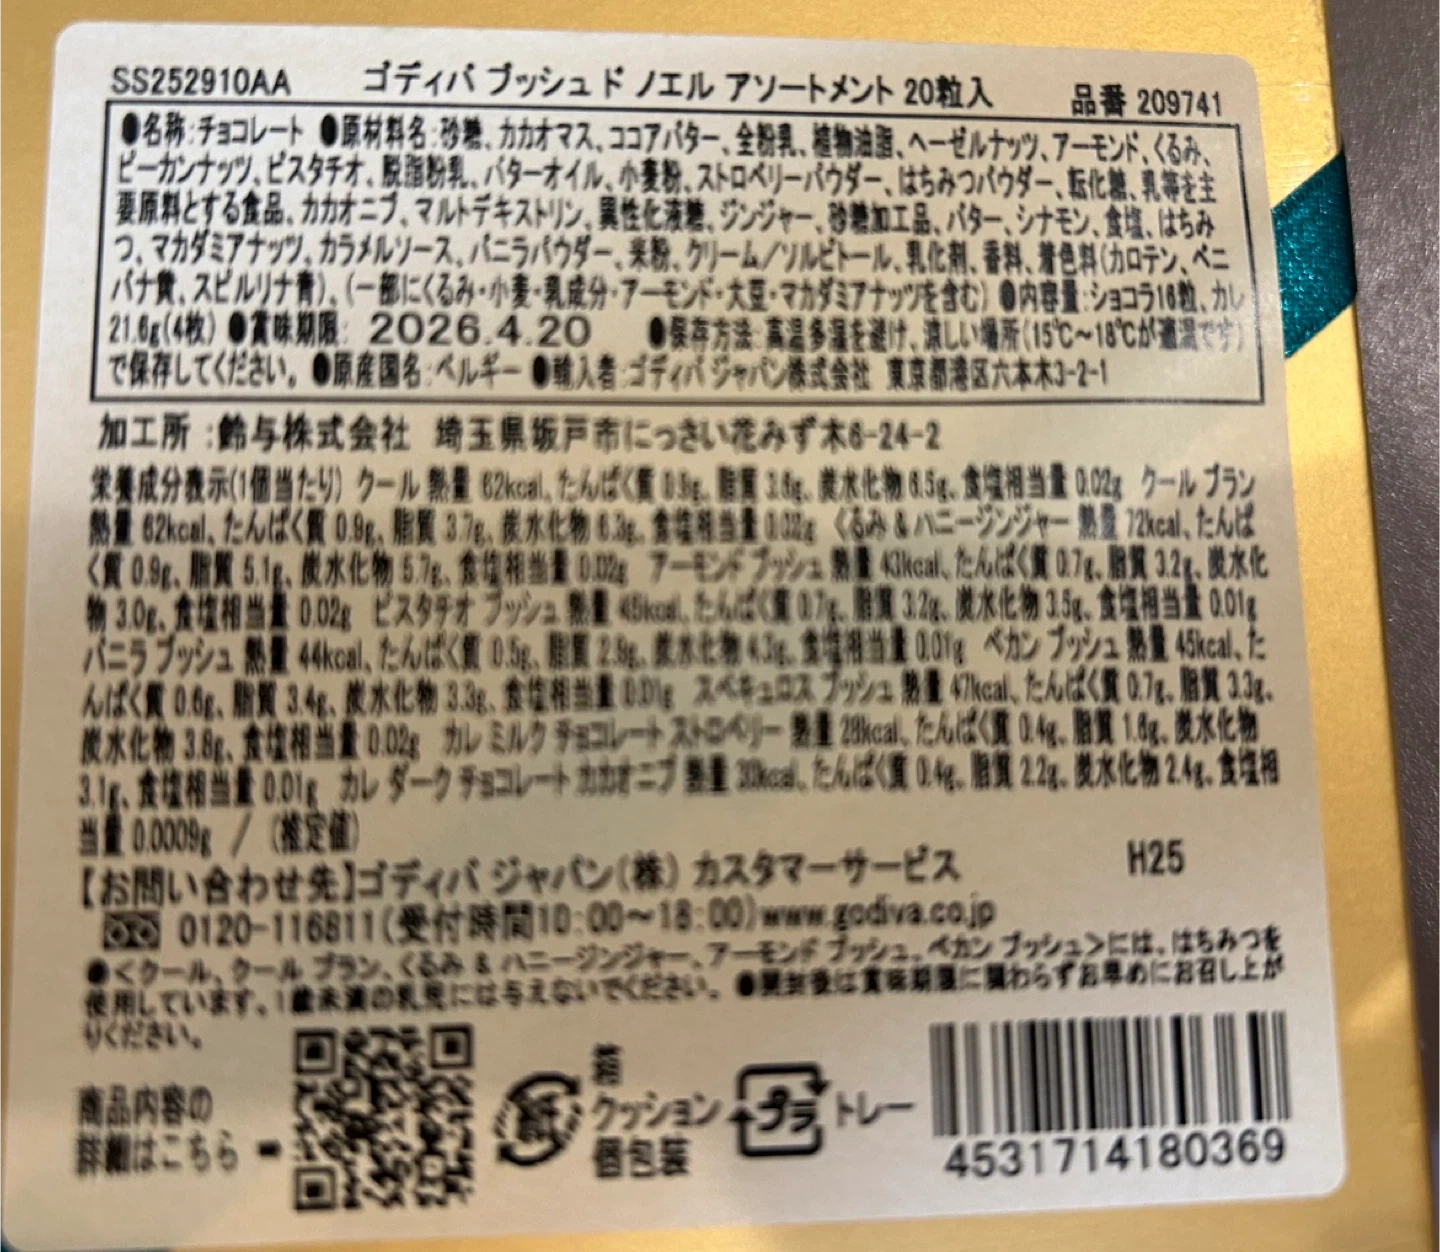 SS252910AA ゴディバ ブッシュ ド ノエル アソートメント 20粒入 品番 209741
●名称:チョコレート ●原材料名:砂糖、カカオマス、ココアバター、全粉乳、植物油脂、ヘーゼルナッツ、アーモンド、くるみ、
ピーカンナッツ、ピスタチオ、脱脂粉乳、バターオイル、小麦粉、ストロベリーパウダー、はちみつパウダー、転化糖、乳等を主
要原料とする食品、カカオニブ、マルトデキストリン、異性化液糖、ジンジャー、砂糖加工品、バター、シナモン、食塩、はちみ
つ、マカダミアナッツ、カラメルソース、バニラパウダー、米粉、クリーム／ソルビトール、乳化剤、香料、着色料(カロテン、ベニ
バナ黄、スピルリナ青)、(一部にくるみ・小麦・乳成分・アーモンド・大豆・マカダミアナッツを含む) ●内容量:ショコラ16粒、カレ
21.6g(4枚) ●賞味期限: 2026.4.20 ●保存方法:高温多湿を避け、涼しい場所(15℃～18℃が適温です)
で保存してください。 ●原産国名:ベルギー ●輸入者:ゴディバ ジャパン株式会社 東京都港区六本木3-2-1
加工所 :鈴与株式会社 埼玉県坂戸市にっさい花みず木6-24-2
栄養成分表示(1個当たり) クール 熱量 62kcal、たんぱく質 0.9g、脂質 3.6g、炭水化物 6.5g、食塩相当量 0.02g クール ブラン
熱量 62kcal、たんぱく質 0.9g、脂質 3.7g、炭水化物 6.3g、食塩相当量 0.02g くるみ & ハニージンジャー 熱量 72kcal、たんぱ
く質 0.9g、脂質 5.1g、炭水化物 5.7g、食塩相当量 0.02g アーモンド ブッシュ 熱量 43kcal、たんぱく質 0.7g、脂質 3.2g、炭水化
物 3.0g、食塩相当量 0.02g ピスタチオ ブッシュ 熱量 45kcal、たんぱく質 0.7g、脂質 3.2g、炭水化物 3.5g、食塩相当量 0.01g
バニラ ブッシュ 熱量 44kcal、たんぱく質 0.5g、脂質 2.9g、炭水化物 4.3g、食塩相当量 0.01g ペカン ブッシュ 熱量 45kcal、た
んぱく質 0.6g、脂質 3.4g、炭水化物 3.3g、食塩相当量 0.01g スペキュロス ブッシュ 熱量 47kcal、たんぱく質 0.7g、脂質 3.3g、
炭水化物 3.8g、食塩相当量 0.02g カレ ミルク チョコレート ストロベリー 熱量 28kcal、たんぱく質 0.4g、脂質 1.6g、炭水化物
3.1g、食塩相当量 0.01g カレ ダーク チョコレート カカオニブ 熱量 30kcal、たんぱく質 0.4g、脂質 2.2g、炭水化物 2.4g、食塩相
当量 0.0009g / (推定値)
【お問い合わせ先】ゴディバ ジャパン(株) カスタマーサービス H25
0120-116811(受付時間10:00～18:00)www.godiva.co.jp
●<クール、クール ブラン、くるみ & ハニージンジャー、アーモンド ブッシュ、ペカン ブッシュ>には、はちみつを
使用しています。1歳未満の乳児には与えないでください。 ●開封後は賞味期限に関わらずお早めにお召し上が
りください。
商品内容の
詳細はこちら
紙
箱
クッション
個包装
プラ
トレー
4531714180369